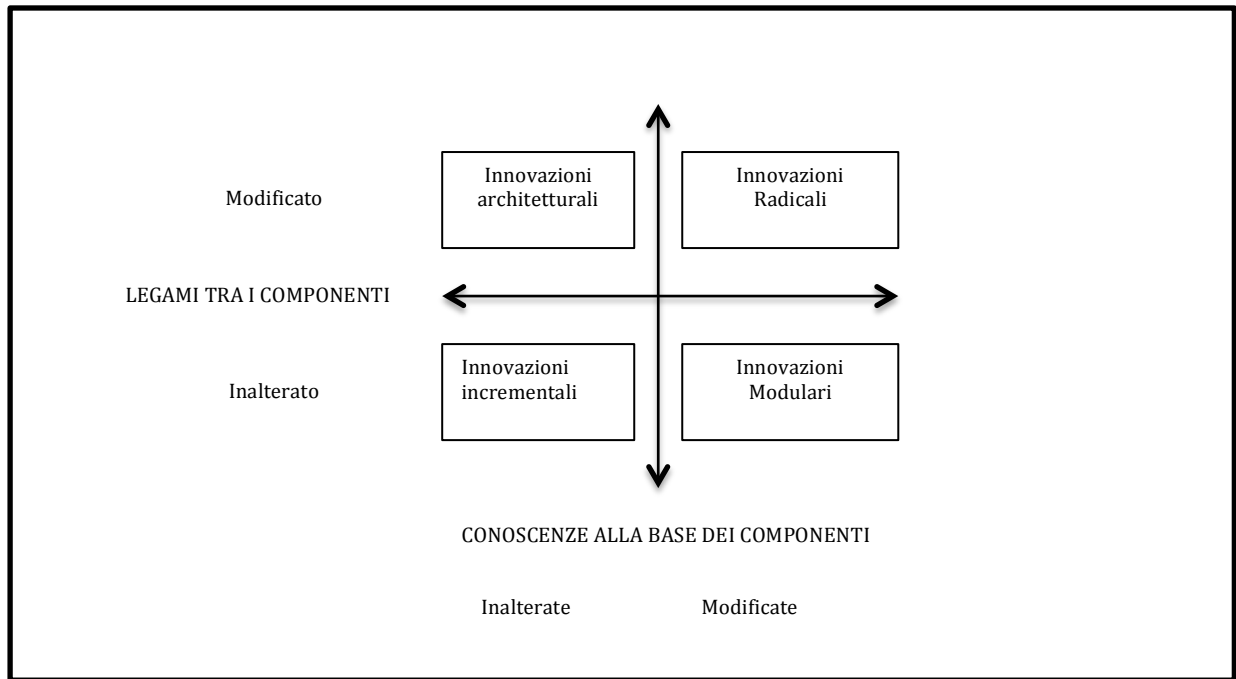 Innovazioni
architetturali
Innovazioni
Radicali
Modificato
LEGAMI TRA I COMPONENTI
Innovazioni
incrementali
Innovazioni
Modulari
Inalterato
CONOSCENZE ALLA BASE DEI COMPONENTI
Inalterate
Modificate